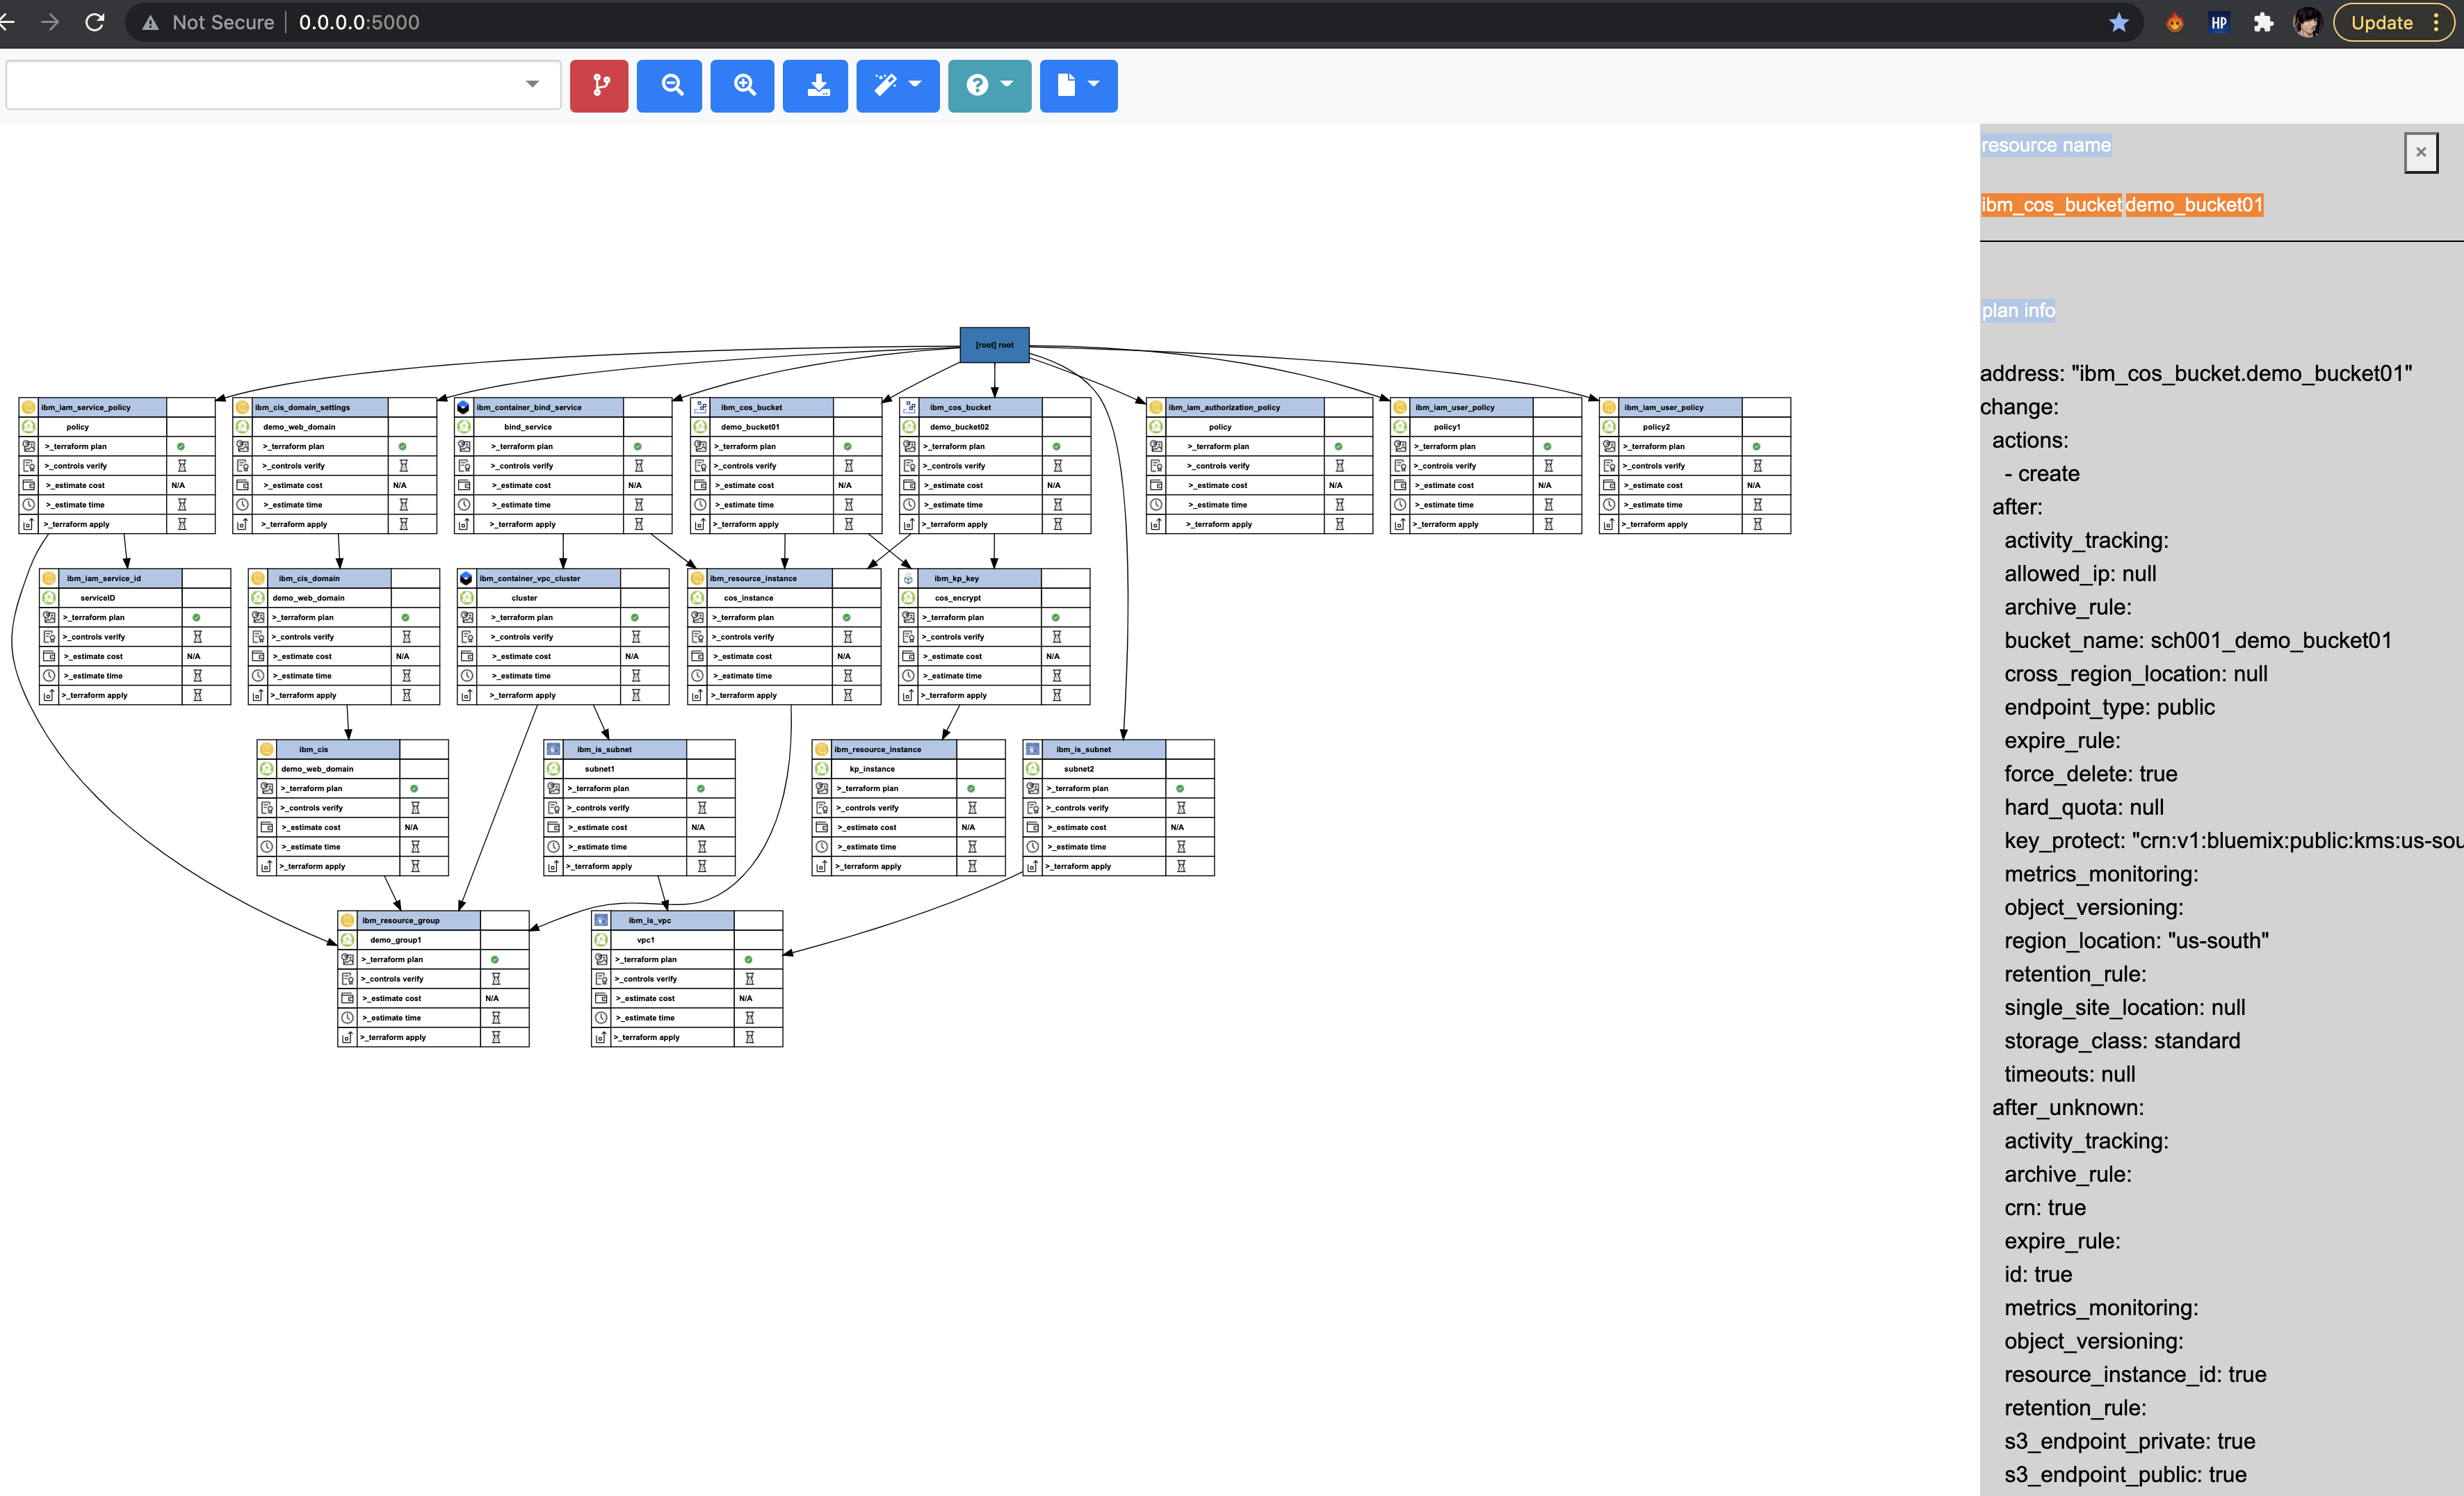 Not Secure 0.0.0.0:5000
HP
Update
resource name
×
ibm_cos_bucket demo_bucket01
plan info
address: "ibm_cos_bucket.demo_bucket01"
change:
actions:
- create
after:
activity_tracking:
allowed_ip: null
archive_rule:
bucket_name: sch001_demo_bucket01
cross_region_location: null
endpoint_type: public
expire_rule:
force_delete: true
hard_quota: null
key_protect: "crn:v1:bluemix:public:kms:us-sou
metrics_monitoring:
object_versioning:
region_location: "us-south"
retention_rule:
single_site_location: null
storage_class: standard
timeouts: null
after_unknown:
activity_tracking:
archive_rule:
crn: true
expire_rule:
id: true
metrics_monitoring:
object_versioning:
resource_instance_id: true
retention_rule:
s3_endpoint_private: true
s3_endpoint_public: true
[root] root
ibm_iam_service_policy
policy
>_terraform plan
>_controls verify
>_estimate cost N/A
>_estimate time
>_terraform apply
ibm_cis_domain_settings
demo_web_domain
>_terraform plan
>_controls verify
>_estimate cost N/A
>_estimate time
>_terraform apply
ibm_container_bind_service
bind_service
>_terraform plan
>_controls verify
>_estimate cost N/A
>_estimate time
>_terraform apply
ibm_cos_bucket
demo_bucket01
>_terraform plan
>_controls verify
>_estimate cost N/A
>_estimate time
>_terraform apply
ibm_cos_bucket
demo_bucket02
>_terraform plan
>_controls verify
>_estimate cost N/A
>_estimate time
>_terraform apply
ibm_iam_authorization_policy
policy
>_terraform plan
>_controls verify
>_estimate cost N/A
>_estimate time
>_terraform apply
ibm_iam_user_policy
policy1
>_terraform plan
>_controls verify
>_estimate cost N/A
>_estimate time
>_terraform apply
ibm_iam_user_policy
policy2
>_terraform plan
>_controls verify
>_estimate cost N/A
>_estimate time
>_terraform apply
ibm_iam_service_id
serviceID
>_terraform plan
>_controls verify
>_estimate cost N/A
>_estimate time
>_terraform apply
ibm_cis_domain
demo_web_domain
>_terraform plan
>_controls verify
>_estimate cost N/A
>_estimate time
>_terraform apply
ibm_container_vpc_cluster
cluster
>_terraform plan
>_controls verify
>_estimate cost N/A
>_estimate time
>_terraform apply
ibm_resource_instance
cos_instance
>_terraform plan
>_controls verify
>_estimate cost N/A
>_estimate time
>_terraform apply
ibm_kp_key
cos_encrypt
>_terraform plan
>_controls verify
>_estimate cost N/A
>_estimate time
>_terraform apply
ibm_cis
demo_web_domain
>_terraform plan
>_controls verify
>_estimate cost N/A
>_estimate time
>_terraform apply
ibm_is_subnet
subnet1
>_terraform plan
>_controls verify
>_estimate cost N/A
>_estimate time
>_terraform apply
ibm_resource_instance
kp_instance
>_terraform plan
>_controls verify
>_estimate cost N/A
>_estimate time
>_terraform apply
ibm_is_subnet
subnet2
>_terraform plan
>_controls verify
>_estimate cost N/A
>_estimate time
>_terraform apply
ibm_resource_group
demo_group1
>_terraform plan
>_controls verify
>_estimate cost N/A
>_estimate time
>_terraform apply
ibm_is_vpc
vpc1
>_terraform plan
>_controls verify
>_estimate cost N/A
>_estimate time
>_terraform apply